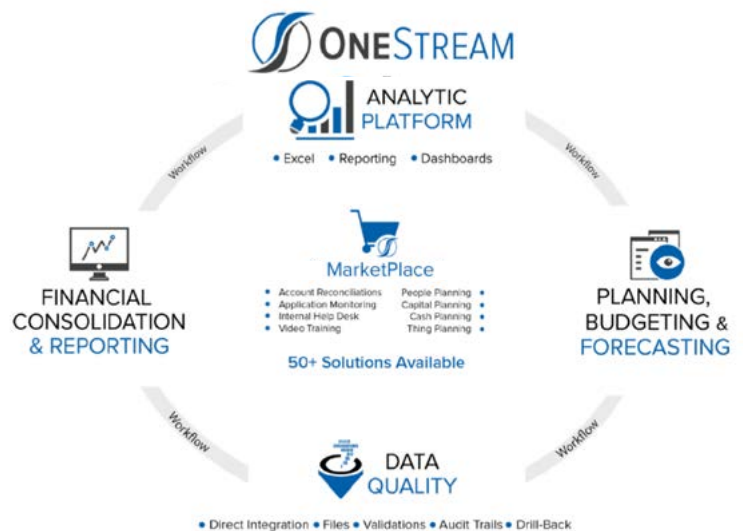 ONESTREAM
ANALYTIC
PLATFORM
• Excel • Reporting • Dashboards
Workflow
Workflow
MarketPlace
• Account Reconciliations
• Application Monitoring
• Internal Help Desk
• Video Training
People Planning •
Capital Planning •
Cash Planning •
Thing Planning •
50+ Solutions Available
FINANCIAL
CONSOLIDATION
& REPORTING
PLANNING,
BUDGETING &
FORECASTING
Workflow
Workflow
DATA
QUALITY
• Direct Integration • Files • Validations • Audit Trails • Drill-Back